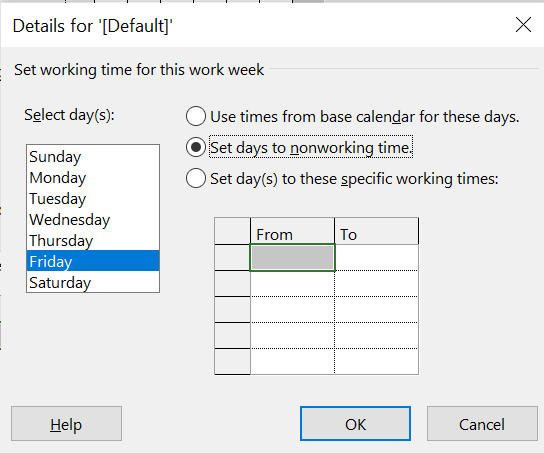 Details for '[Default]'
Set working time for this work week
Select day(s):
Use times from base calendar for these days.
Set days to nonworking time.
Set day(s) to these specific working times:
Sunday
Monday
Tuesday
Wednesday
Thursday
Friday
Saturday
From To
Help OK Cancel